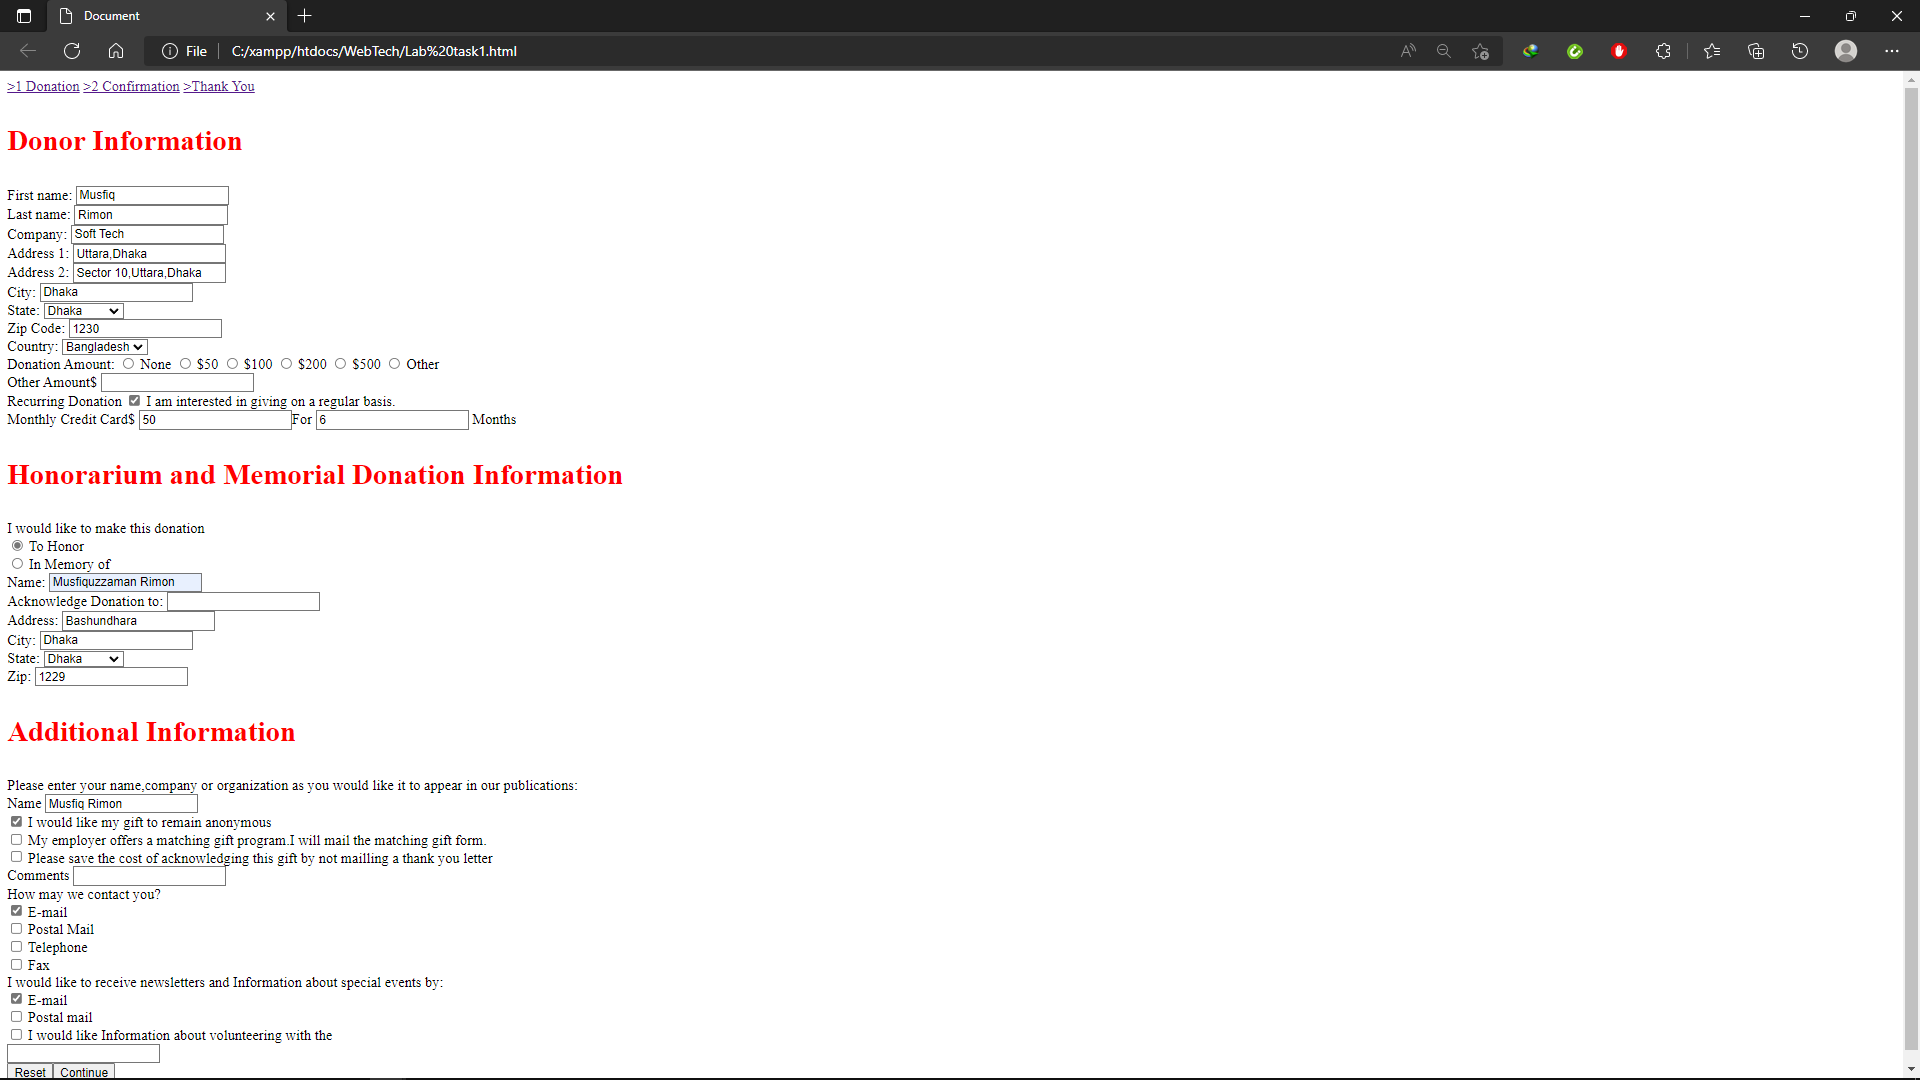 Document
File C:/xampp/htdocs/WebTech/Lab%20task1.html
>1 Donation >2 Confirmation >Thank You
Donor Information
First name: Musfiq
Last name: Rimon
Company: Soft Tech
Address 1: Uttara,Dhaka
Address 2: Sector 10,Uttara,Dhaka
City: Dhaka
State: Dhaka
Zip Code: 1230
Country: Bangladesh
Donation Amount: None $50 $100 $200 $500 Other
Other Amount$
Recurring Donation I am interested in giving on a regular basis.
Monthly Credit Card$ 50 For 6 Months
Honorarium and Memorial Donation Information
I would like to make this donation
To Honor
In Memory of
Name: Musfiquzzaman Rimon
Acknowledge Donation to:
Address: Bashundhara
City: Dhaka
State: Dhaka
Zip: 1229
Additional Information
Please enter your name,company or organization as you would like it to appear in our publications:
Name Musfiq Rimon
I would like my gift to remain anonymous
My employer offers a matching gift program.I will mail the matching gift form.
Please save the cost of acknowledging this gift by not mailling a thank you letter
Comments
How may we contact you?
E-mail
Postal Mail
Telephone
Fax
I would like to receive newsletters and Information about special events by:
E-mail
Postal mail
I would like Information about volunteering with the
Reset Continue